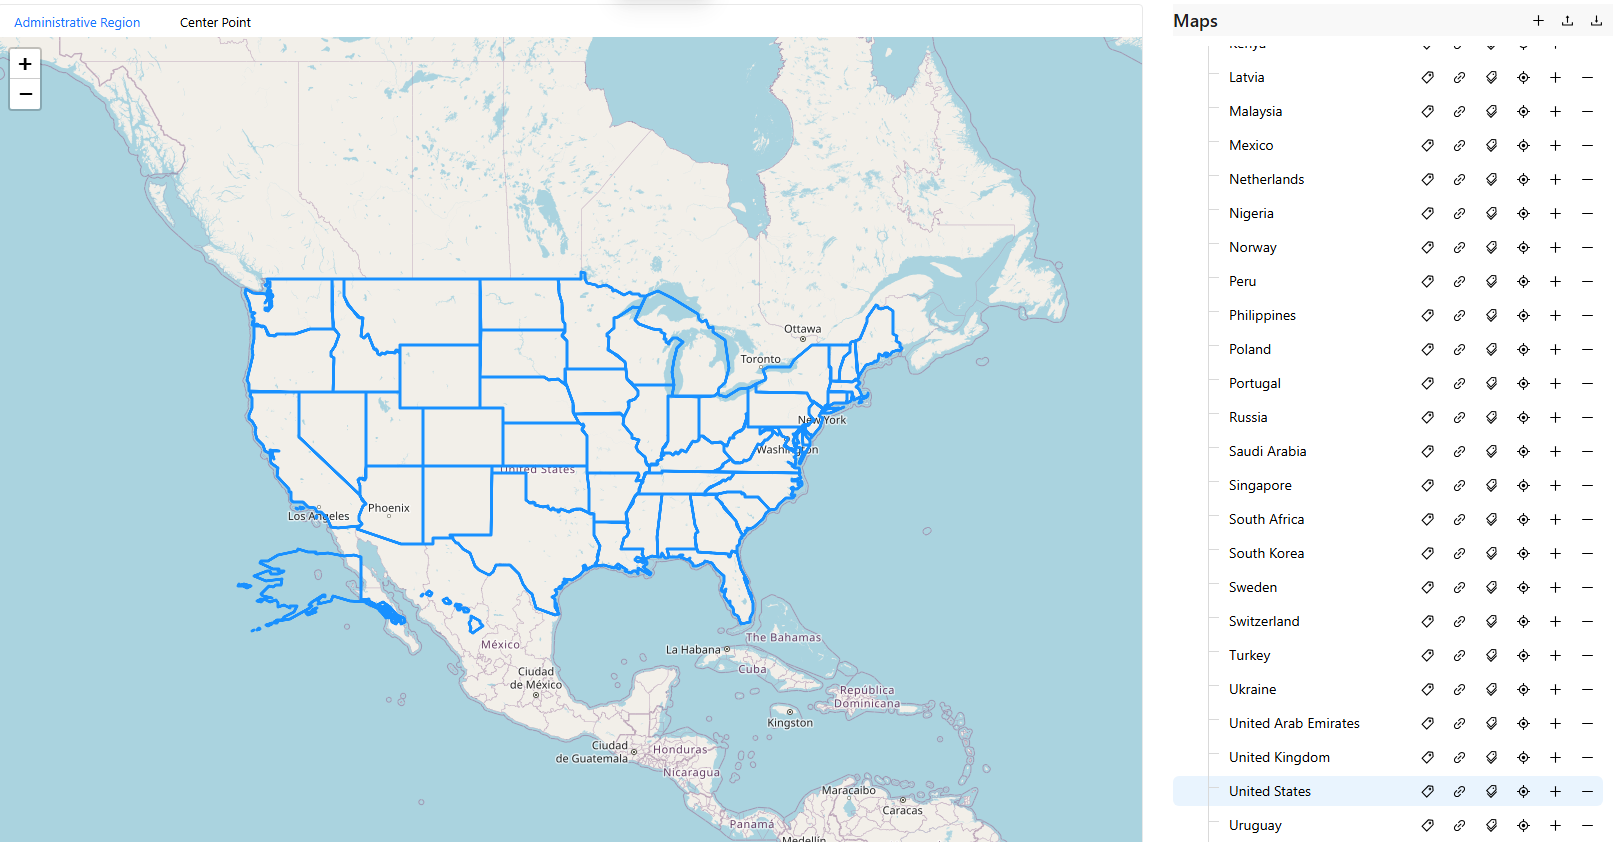 Administrative Region
Center Point
+
−
Ottawa
Toronto
New York
Washington
United States
Los Angeles
Phoenix
México
Ciudad
de México
La Habana
The Bahamas
Cuba
República
Dominicana
Kingston
Ciudad
de Guatemala
Honduras
Nicaragua
Maracaibo
Caracas
Panamá
Medellín
Maps
Kenya
Latvia
Malaysia
Mexico
Netherlands
Nigeria
Norway
Peru
Philippines
Poland
Portugal
Russia
Saudi Arabia
Singapore
South Africa
South Korea
Sweden
Switzerland
Turkey
Ukraine
United Arab Emirates
United Kingdom
United States
Uruguay